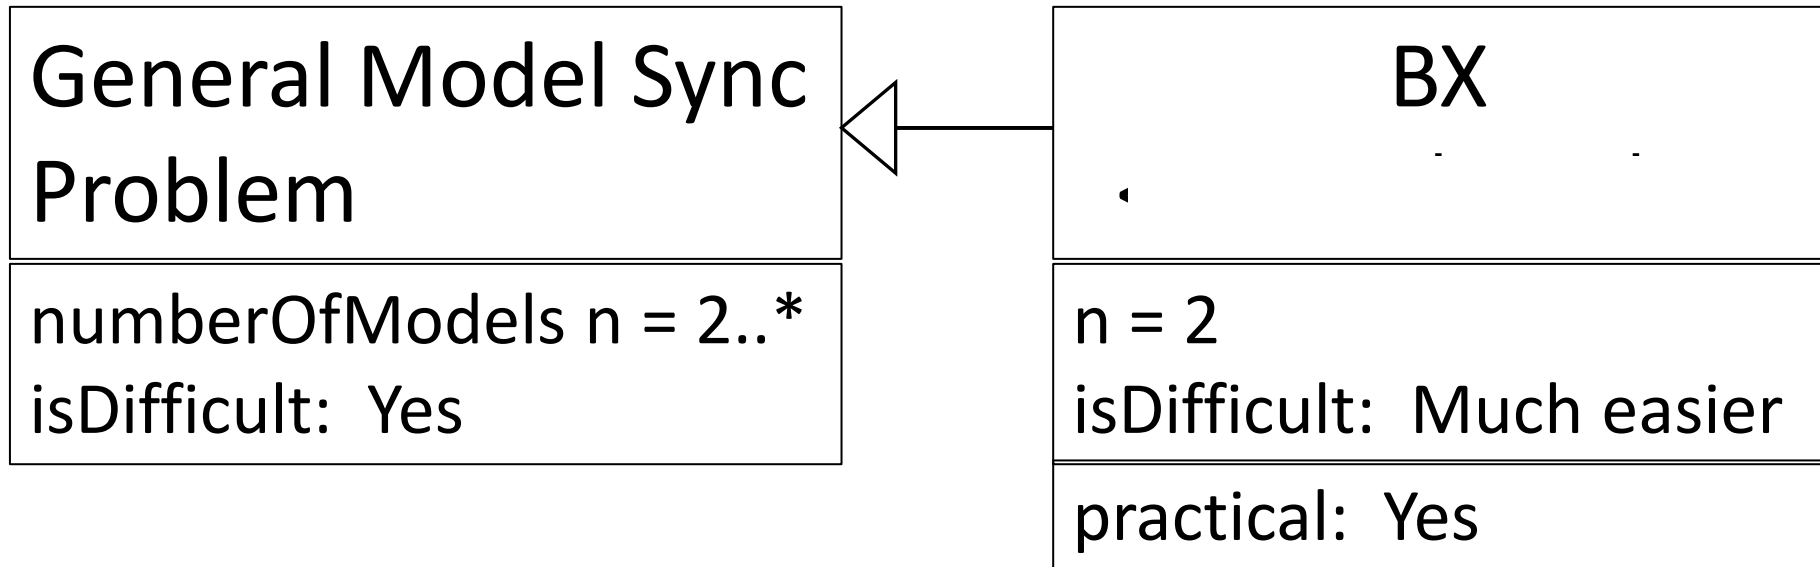 General Model Sync
Problem
numberOfModels n = 2..*
isDifficult: Yes
BX
n = 2
isDifficult: Much easier
practical: Yes